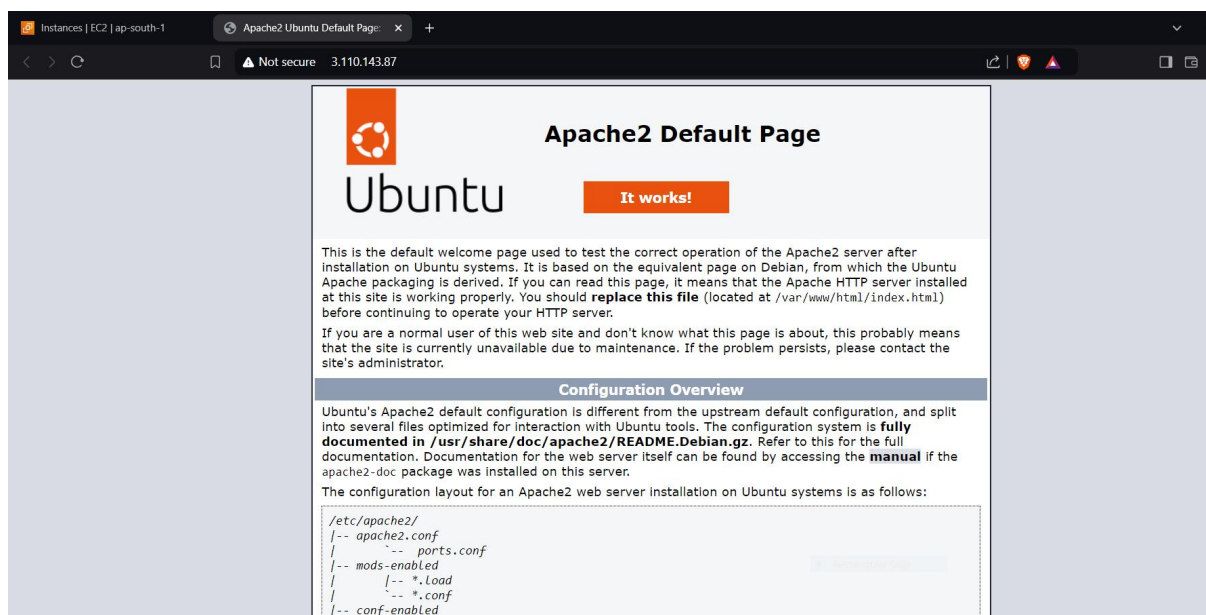 Instances | EC2 | ap-south-1
Apache2 Ubuntu Default Page:
Not secure 3.110.143.87
Apache2 Default Page
Ubuntu
It works!
This is the default welcome page used to test the correct operation of the Apache2 server after
installation on Ubuntu systems. It is based on the equivalent page on Debian, from which the Ubuntu
Apache packaging is derived. If you can read this page, it means that the Apache HTTP server installed
at this site is working properly. You should replace this file (located at /var/www/html/index.html)
before continuing to operate your HTTP server.
If you are a normal user of this web site and don't know what this page is about, this probably means
that the site is currently unavailable due to maintenance. If the problem persists, please contact the
site's administrator.
Configuration Overview
Ubuntu's Apache2 default configuration is different from the upstream default configuration, and split
into several files optimized for interaction with Ubuntu tools. The configuration system is fully
documented in /usr/share/doc/apache2/README.Debian.gz. Refer to this for the full
documentation. Documentation for the web server itself can be found by accessing the manual if the
apache2-doc package was installed on this server.
The configuration layout for an Apache2 web server installation on Ubuntu systems is as follows:
/etc/apache2/
|-- apache2.conf
|       `--  ports.conf
|-- mods-enabled
|       |-- *.load
|       `-- *.conf
|-- conf-enabled